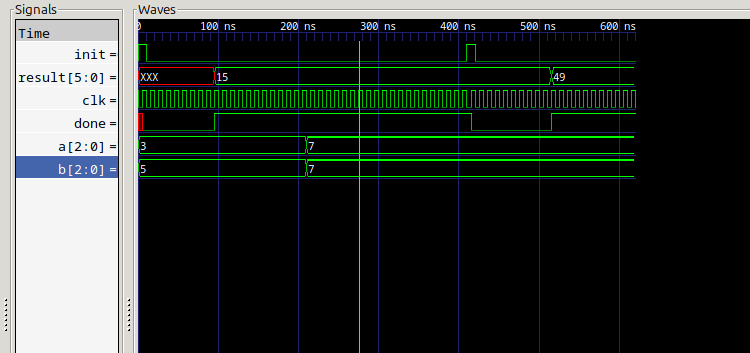 Signals
Waves
Time
0 100 ns 200 ns 300 ns 400 ns 500 ns 600 ns
init=
result[5:0]= XXX 15 49
clk=
done=
a[2:0]= 3 7
b[2:0]= 5 7